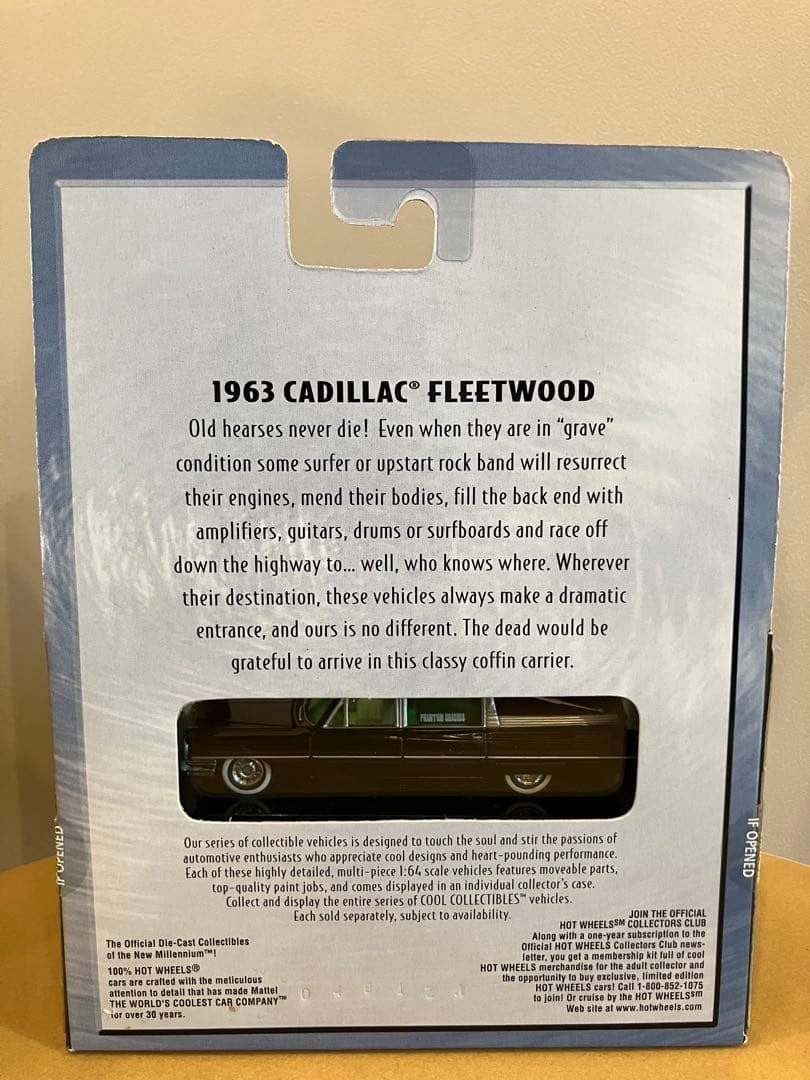 1963 CADILLAC® FLEETWOOD
Old hearses never die! Even when they are in “grave”
condition some surfer or upstart rock band will resurrect
their engines, mend their bodies, fill the back end with
amplifiers, guitars, drums or surfboards and race off
down the highway to... well, who knows where. Wherever
their destination, these vehicles always make a dramatic
entrance, and ours is no different. The dead would be
grateful to arrive in this classy coffin carrier.
PHANTOM COACHES
Our series of collectible vehicles is designed to touch the soul and stir the passions of
automotive enthusiasts who appreciate cool designs and heart-pounding performance.
Each of these highly detailed, multi-piece 1:64 scale vehicles features moveable parts,
top-quality paint jobs, and comes displayed in an individual collector's case.
Collect and display the entire series of COOL COLLECTIBLES™ vehicles.
Each sold separately, subject to availability.
IF OPENED
IF OPENED
The Official Die-Cast Collectibles
of the New Millennium™!
100% HOT WHEELS®
cars are crafted with the meticulous
attention to detail that has made Mattel
THE WORLD'S COOLEST CAR COMPANY™
for over 30 years.
JOIN THE OFFICIAL
HOT WHEELS℠ COLLECTORS CLUB
Along with a one-year subscription to the
Official HOT WHEELS Collectors Club news-
letter, you get a membership kit full of cool
HOT WHEELS merchandise for the adult collector and
the opportunity to buy exclusive, limited edition
HOT WHEELS cars! Call 1-800-852-1075
to join! Or cruise by the HOT WHEELS℠
Web site at www.hotwheels.com